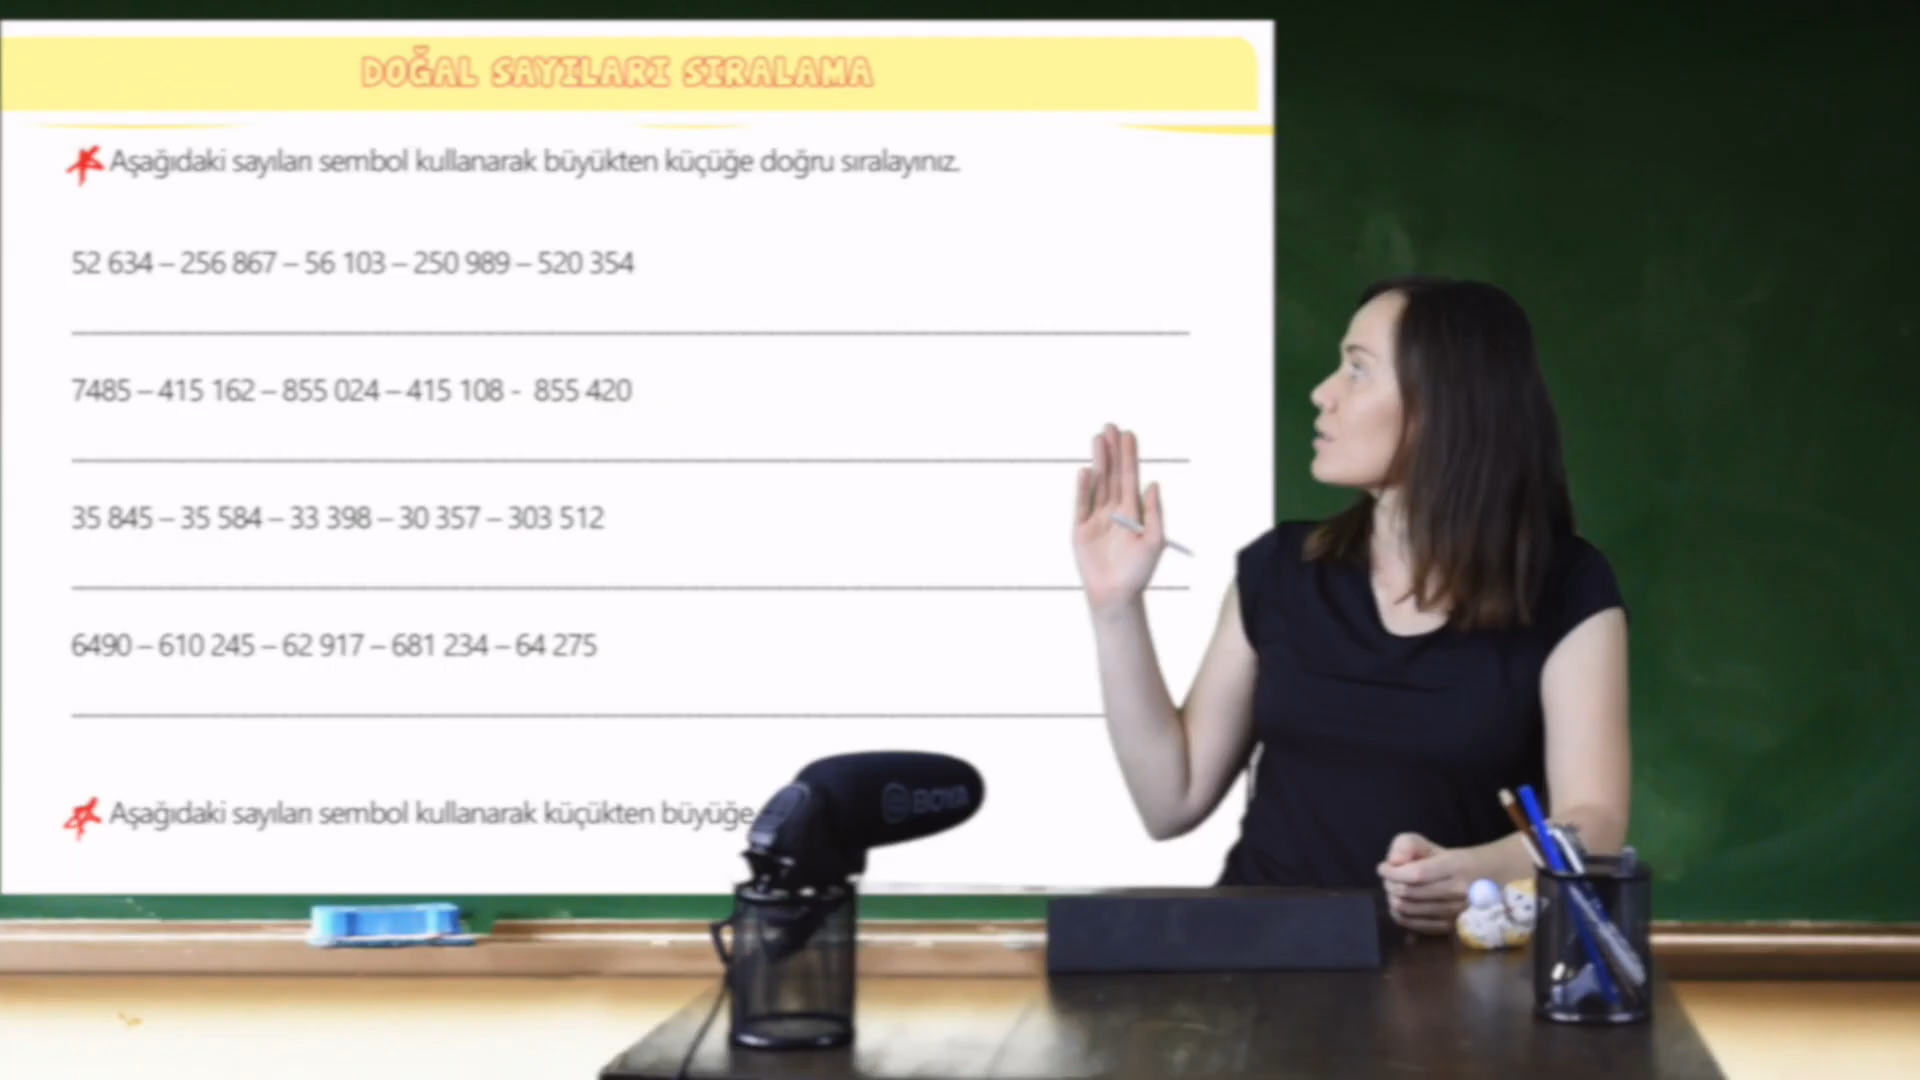 DOĞAL SAYILARI SIRALAMA
Aşağıdaki sayıları sembol kullanarak büyükten küçüğe doğru sıralayınız.
52 634 – 256 867 – 56 103 – 250 989 – 520 354
7485 – 415 162 – 855 024 – 415 108 -  855 420
35 845 – 35 584 – 33 398 – 30 357 – 303 512
6490 – 610 245 – 62 917 – 681 234 – 64 275
Aşağıdaki sayıları sembol kullanarak küçükten büyüğe
BOYA